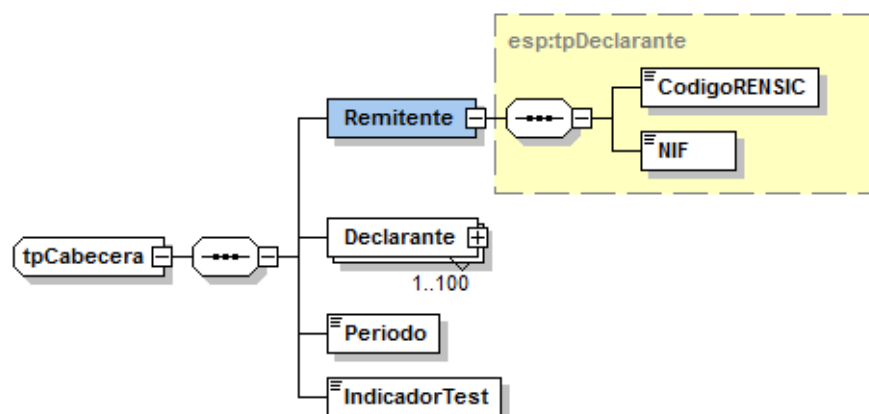 esp:tpDeclarante
CodigoRENSIC
Remitente
NIF
Declarante
tpCabecera
1..100
Periodo
IndicadorTest